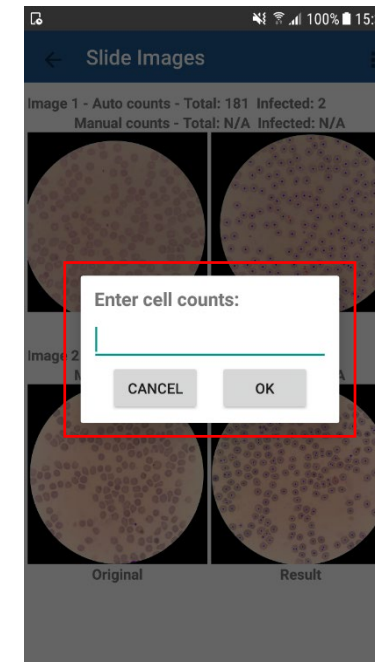 100% 15:
Slide Images
Image 1 - Auto counts - Total: 181 Infected: 2
Manual counts - Total: N/A Infected: N/A
Enter cell counts:
Image 2
CANCEL OK
Original Result